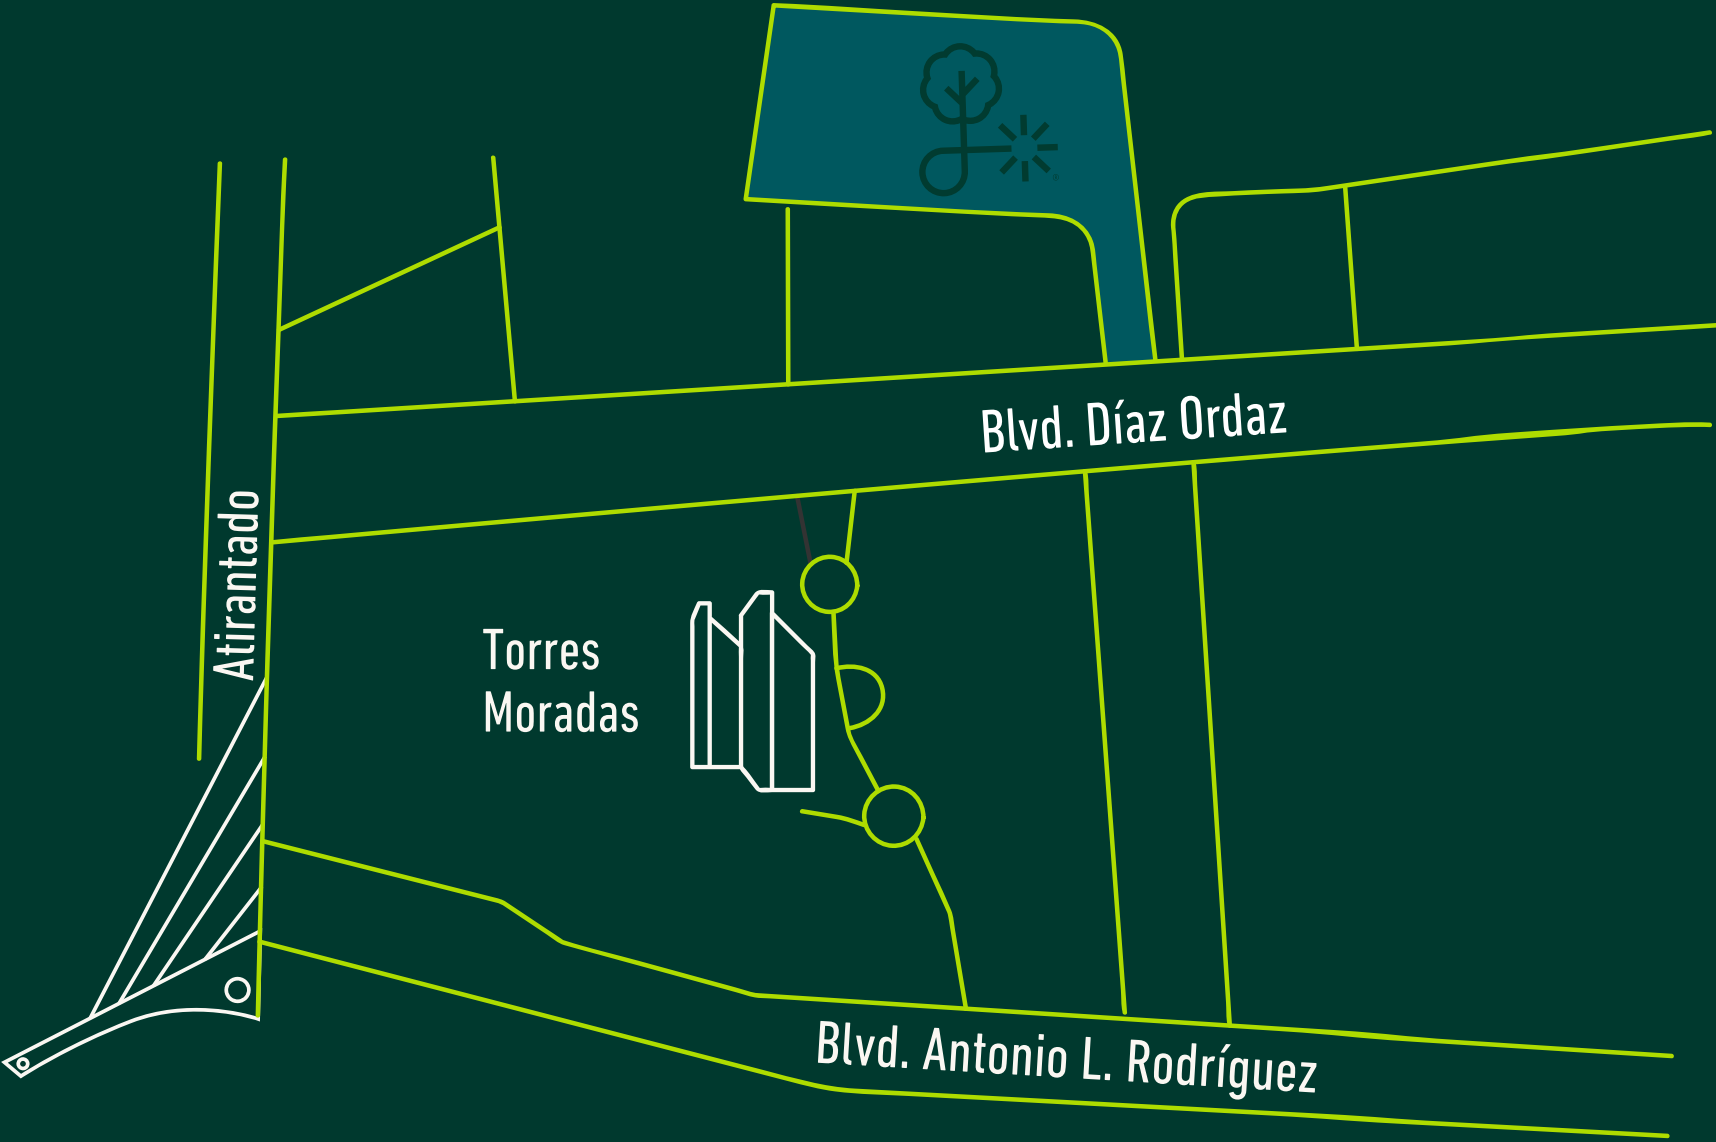 Blvd. Díaz Ordaz
Atirantado
Torres
Moradas
Blvd. Antonio L. Rodríguez